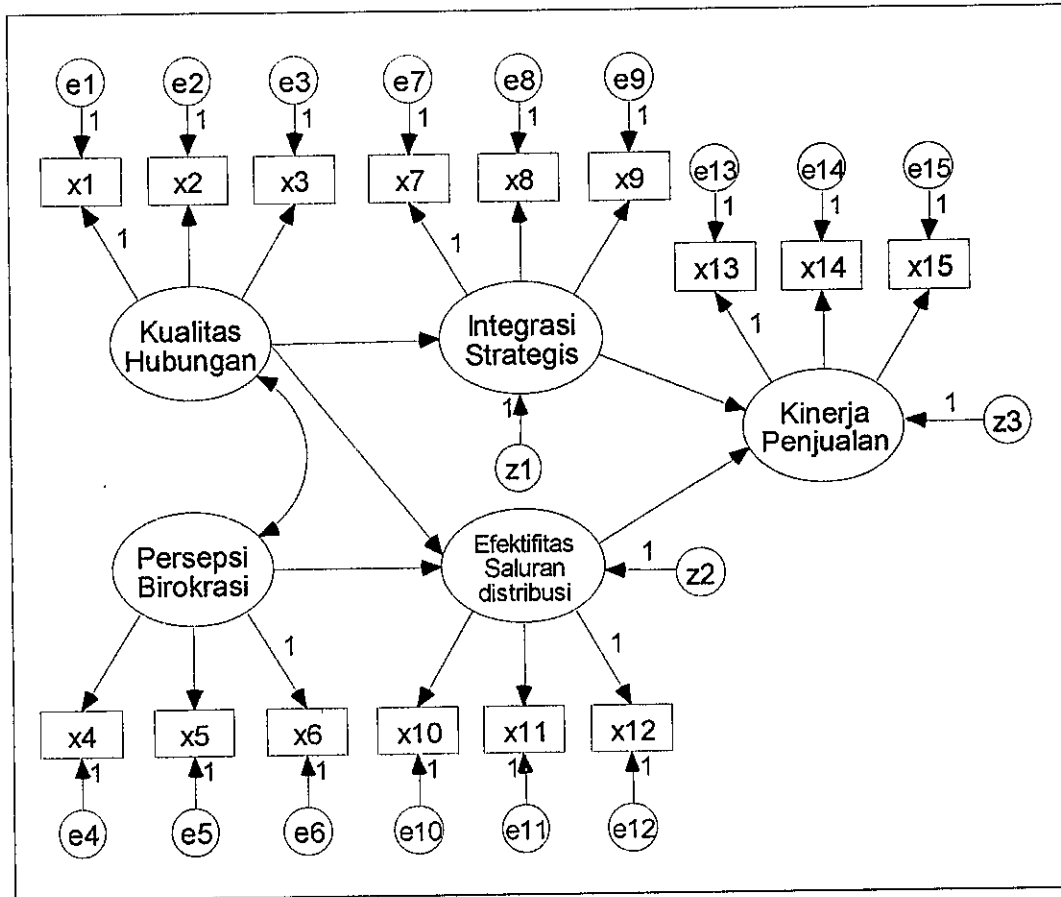 e1 e2 e3 e7 e8 e9
1 1 1 1 1 1
x1 x2 x3 x7 x8 x9
e13 e14 e15
1 1 1
x13 x14 x15
1 1 1
Kualitas
Hubungan
Integrasi
Strategis
Kinerja
Penjualan
1 z3
1
z1
Persepsi
Birokrasi
Efektifitas
Saluran
distribusi
1 z2
1 1
x4 x5 x6 x10 x11 x12
1 1 1 1 1 1
e4 e5 e6 e10 e11 e12